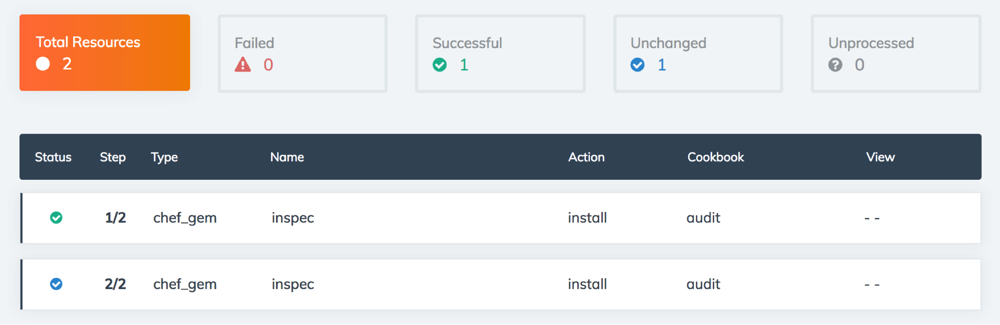 Total Resources
2
Failed
0
Successful
1
Unchanged
1
Unprocessed
0
Status Step Type Name Action Cookbook View
1/2 chef_gem inspec install audit - -
2/2 chef_gem inspec install audit - -